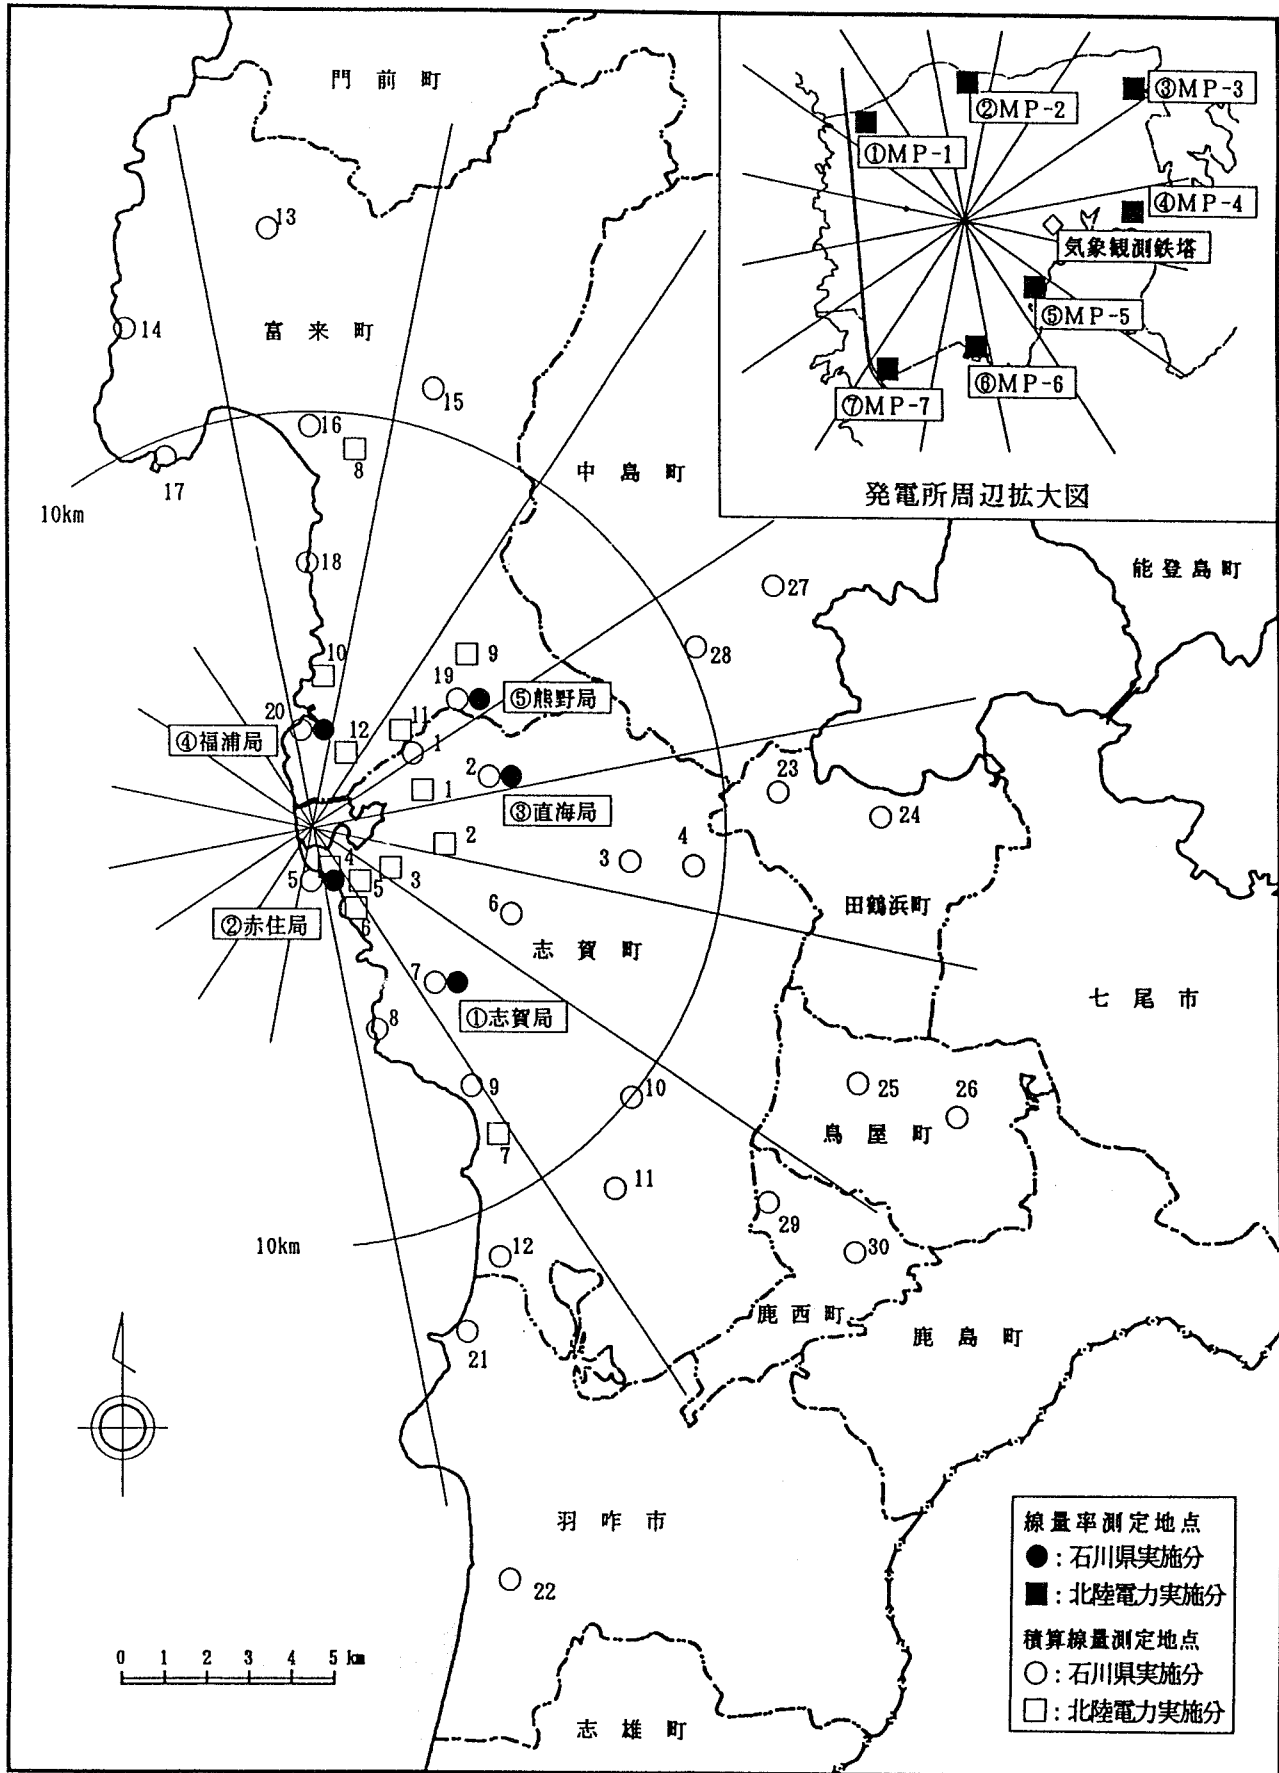 門前町
③MP-3
②MP-2
①MP-1
④MP-4
気象観測鉄塔
⑤MP-5
⑥MP-6
⑦MP-7
発電所周辺拡大図
13
14
富来町
15
16
8
17
10km
中島町
18
能登島町
27
28
10
9
19
⑤熊野局
20
④福浦局
12
11
1
2
③直海局
1
23
24
2
3
4
4
3
5
5
6
②赤住局
6
田鶴浜町
志賀町
7
①志賀局
七尾市
8
9
10
25
26
鳥屋町
7
11
29
10km
12
30
鹿西町
鹿島町
21
羽咋市
22
線量率測定地点
●：石川県実施分
■：北陸電力実施分
積算線量測定地点
○：石川県実施分
□：北陸電力実施分
0 1 2 3 4 5 km
志雄町